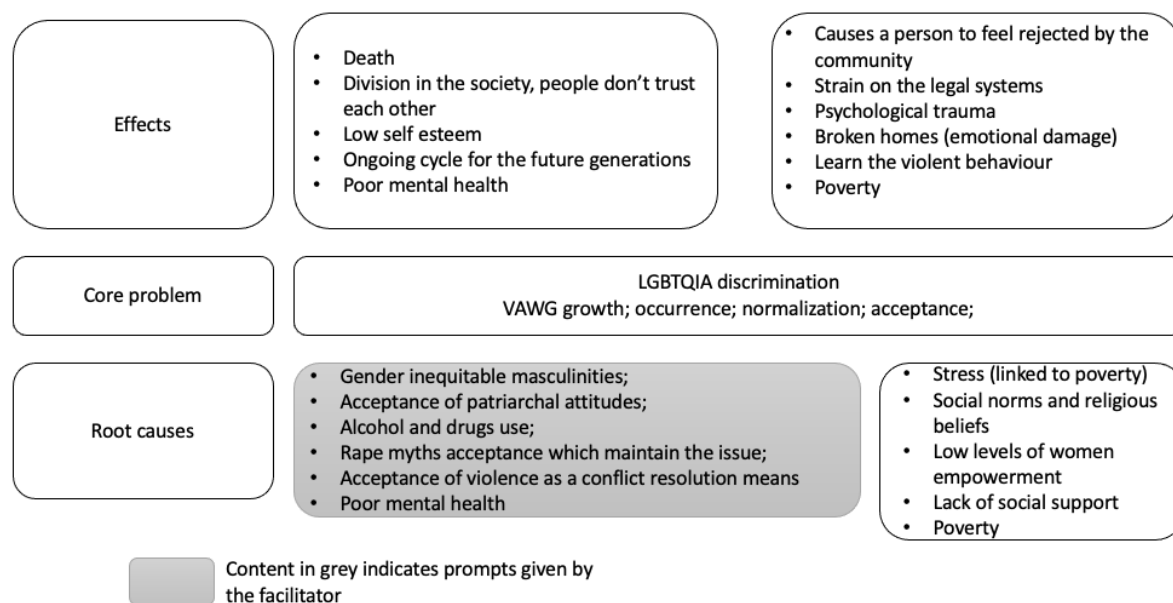 Effects
• Death
• Division in the society, people don’t trust
each other
• Low self esteem
• Ongoing cycle for the future generations
• Poor mental health
• Causes a person to feel rejected by the
community
• Strain on the legal systems
• Psychological trauma
• Broken homes (emotional damage)
• Learn the violent behaviour
• Poverty
Core problem
LGBTQIA discrimination
VAWG growth; occurrence; normalization; acceptance;
Root causes
• Gender inequitable masculinities;
• Acceptance of patriarchal attitudes;
• Alcohol and drugs use;
• Rape myths acceptance which maintain the issue;
• Acceptance of violence as a conflict resolution means
• Poor mental health
• Stress (linked to poverty)
• Social norms and religious
beliefs
• Low levels of women
empowerment
• Lack of social support
• Poverty
Content in grey indicates prompts given by
the facilitator